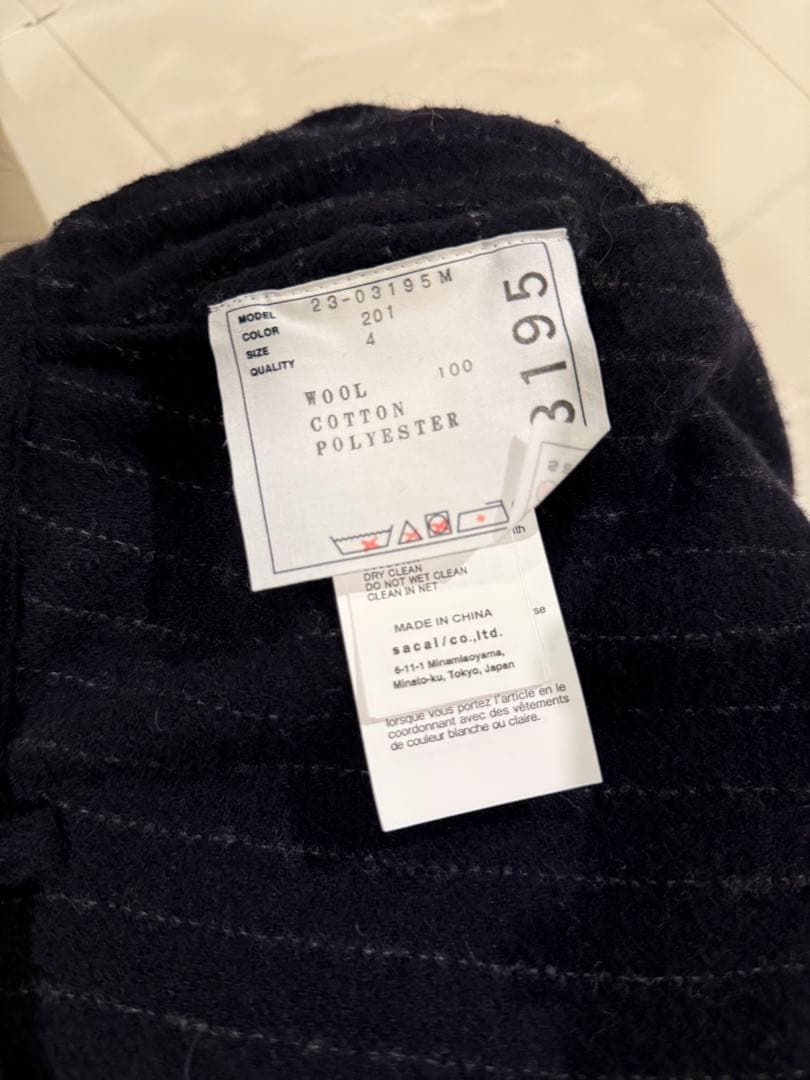 MODEL 23-03195M
COLOR 201
SIZE 4
QUALITY
WOOL 100
COTTON
POLYESTER
3195
DRY CLEAN
DO NOT WET CLEAN
CLEAN IN NET
MADE IN CHINA
sacai/co.,ltd.
6-11-1 Minamiaoyama,
Minato-ku, Tokyo, Japan
se
lorsque vous portez l'article en le
coordonnant avec des vêtements
de couleur blanche ou claire.